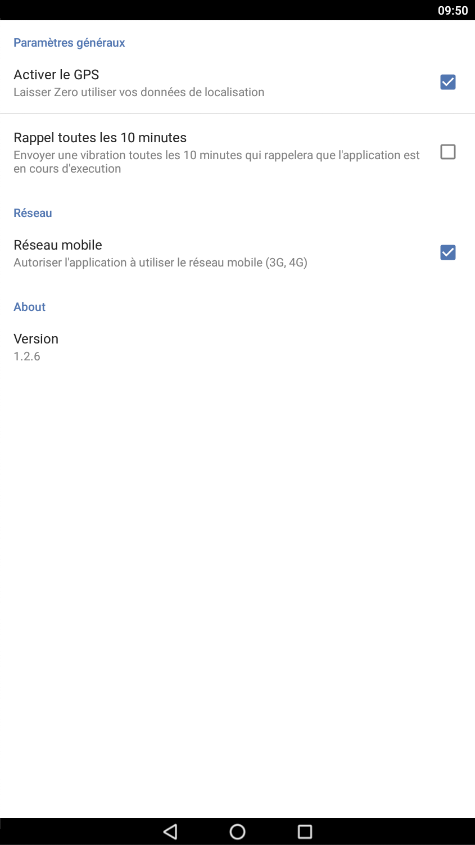 09:50
Paramètres généraux
Activer le GPS
Laisser Zero utiliser vos données de localisation
Rappel toutes les 10 minutes
Envoyer une vibration toutes les 10 minutes qui rappelera que l'application est
en cours d'execution
Réseau
Réseau mobile
Autoriser l'application à utiliser le réseau mobile (3G, 4G)
About
Version
1.2.6